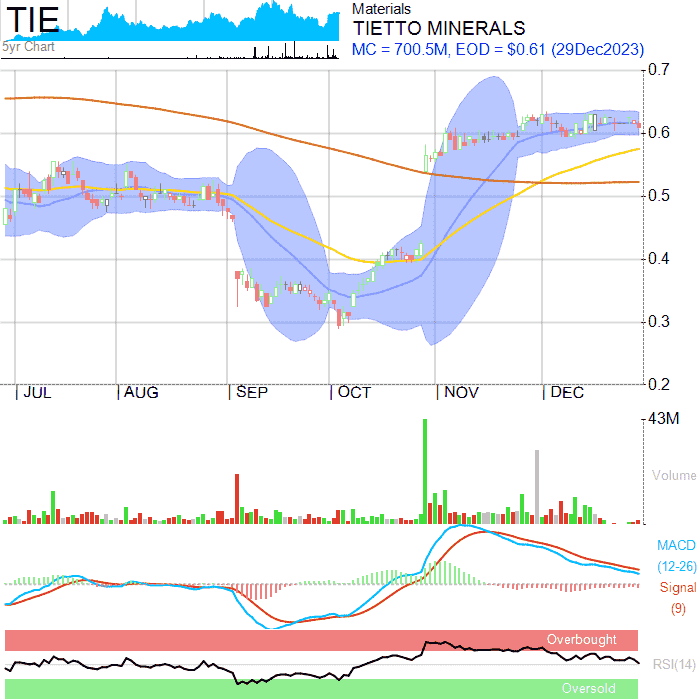 TIE
5yr Chart
Materials
TIETTO MINERALS
MC = 700.5M, EOD = $0.61 (29Dec2023)
0.7
0.6
0.5
0.4
0.3
0.2
JUL AUG SEP OCT NOV DEC
43M
Volume
MACD
(12-26)
Signal
(9)
Overbought
RSI(14)
Oversold